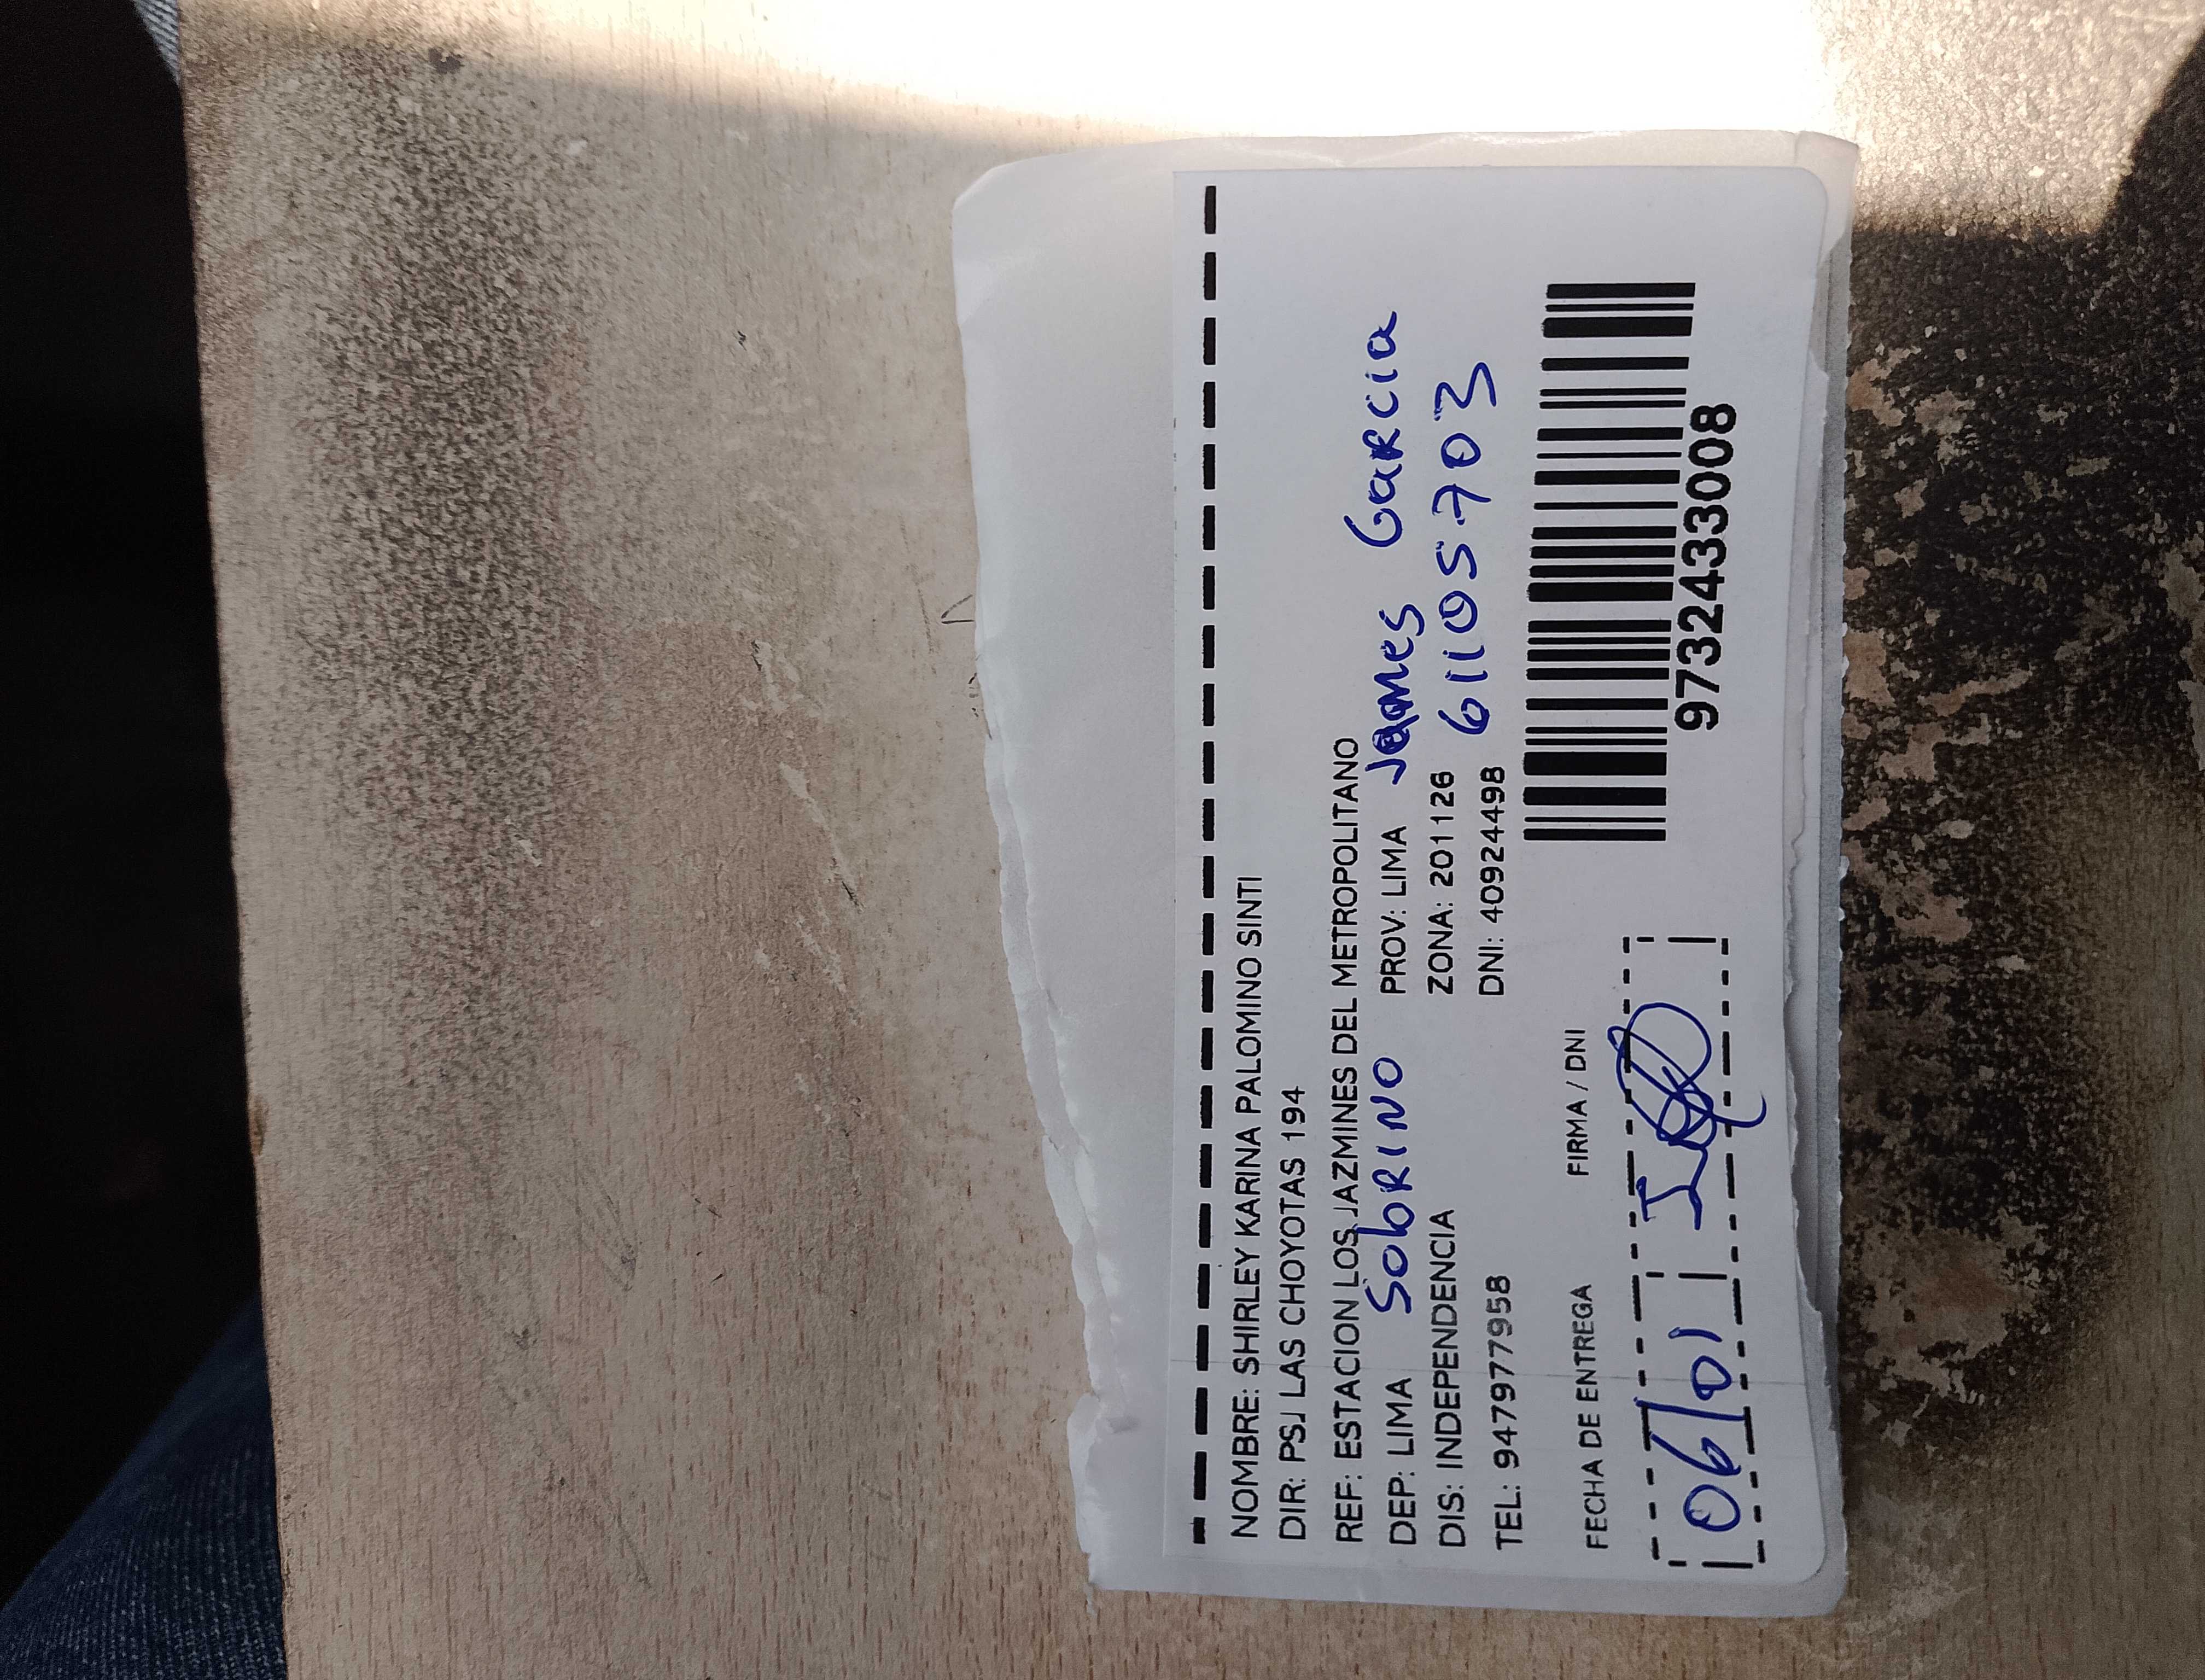 NOMBRE: SHIRLEY KARINA PALOMINO SINTI
DIR: PSJ LAS CHOYOTAS 194
REF: ESTACION LOS JAZMINES DEL METROPOLITANO
DEP: LIMA SobRINO PROV: LIMA James García
DIS: INDEPENDENCIA ZONA: 201126 61105703
TEL: 947977958 DNI: 40924498
FECHA DE ENTREGA FIRMA / DNI
06/01
9732433008